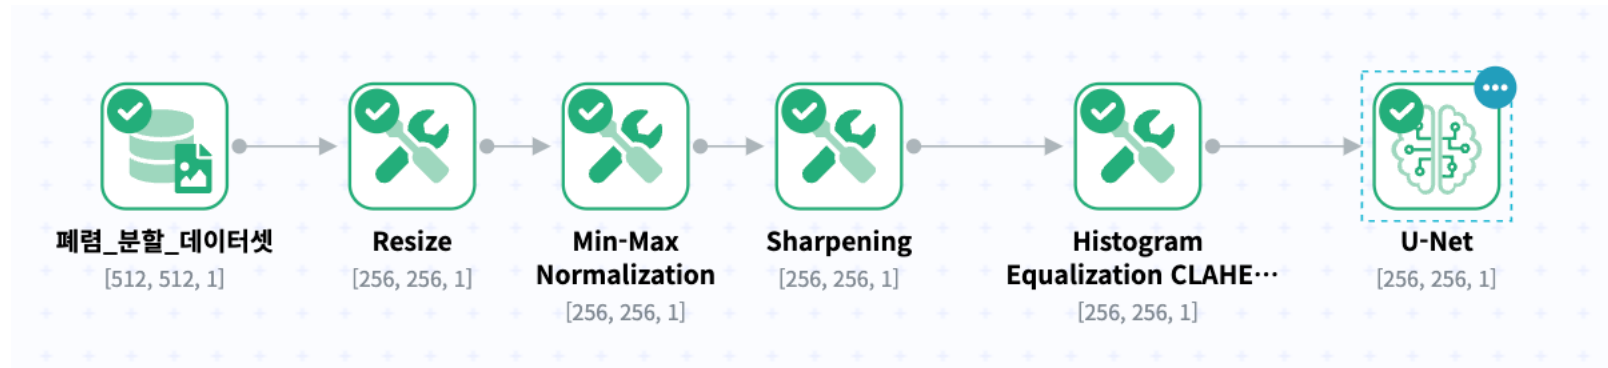 폐렴_분할_데이터셋
[512, 512, 1]
Resize
[256, 256, 1]
Min-Max
Normalization
[256, 256, 1]
Sharpening
[256, 256, 1]
Histogram
Equalization CLAHE…
[256, 256, 1]
U-Net
[256, 256, 1]